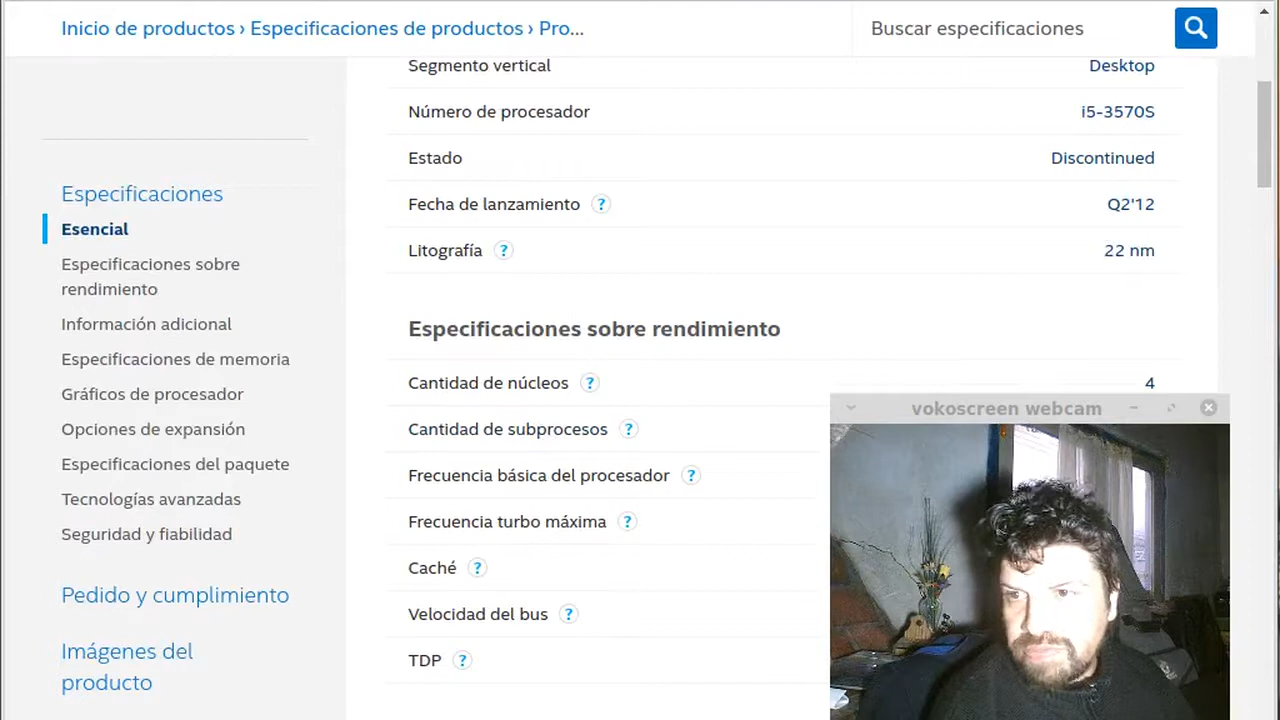 Inicio de productos › Especificaciones de productos › Pro...
Buscar especificaciones
Especificaciones
Esencial
Especificaciones sobre
rendimiento
Información adicional
Especificaciones de memoria
Gráficos de procesador
Opciones de expansión
Especificaciones del paquete
Tecnologías avanzadas
Seguridad y fiabilidad
Pedido y cumplimiento
Imágenes del
producto
Segmento vertical Desktop
Número de procesador i5-3570S
Estado Discontinued
Fecha de lanzamiento ? Q2'12
Litografía ? 22 nm
Especificaciones sobre rendimiento
Cantidad de núcleos ? 4
Cantidad de subprocesos ?
Frecuencia básica del procesador ?
Frecuencia turbo máxima ?
Caché ?
Velocidad del bus ?
TDP ?
vokoscreen webcam